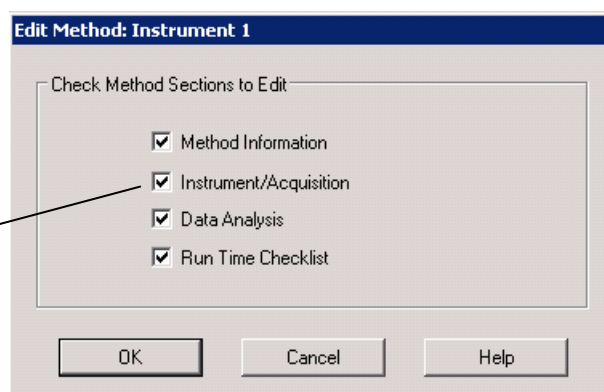 Edit Method: Instrument 1
Check Method Sections to Edit
Method Information
Instrument/Acquisition
Data Analysis
Run Time Checklist
OK Cancel Help